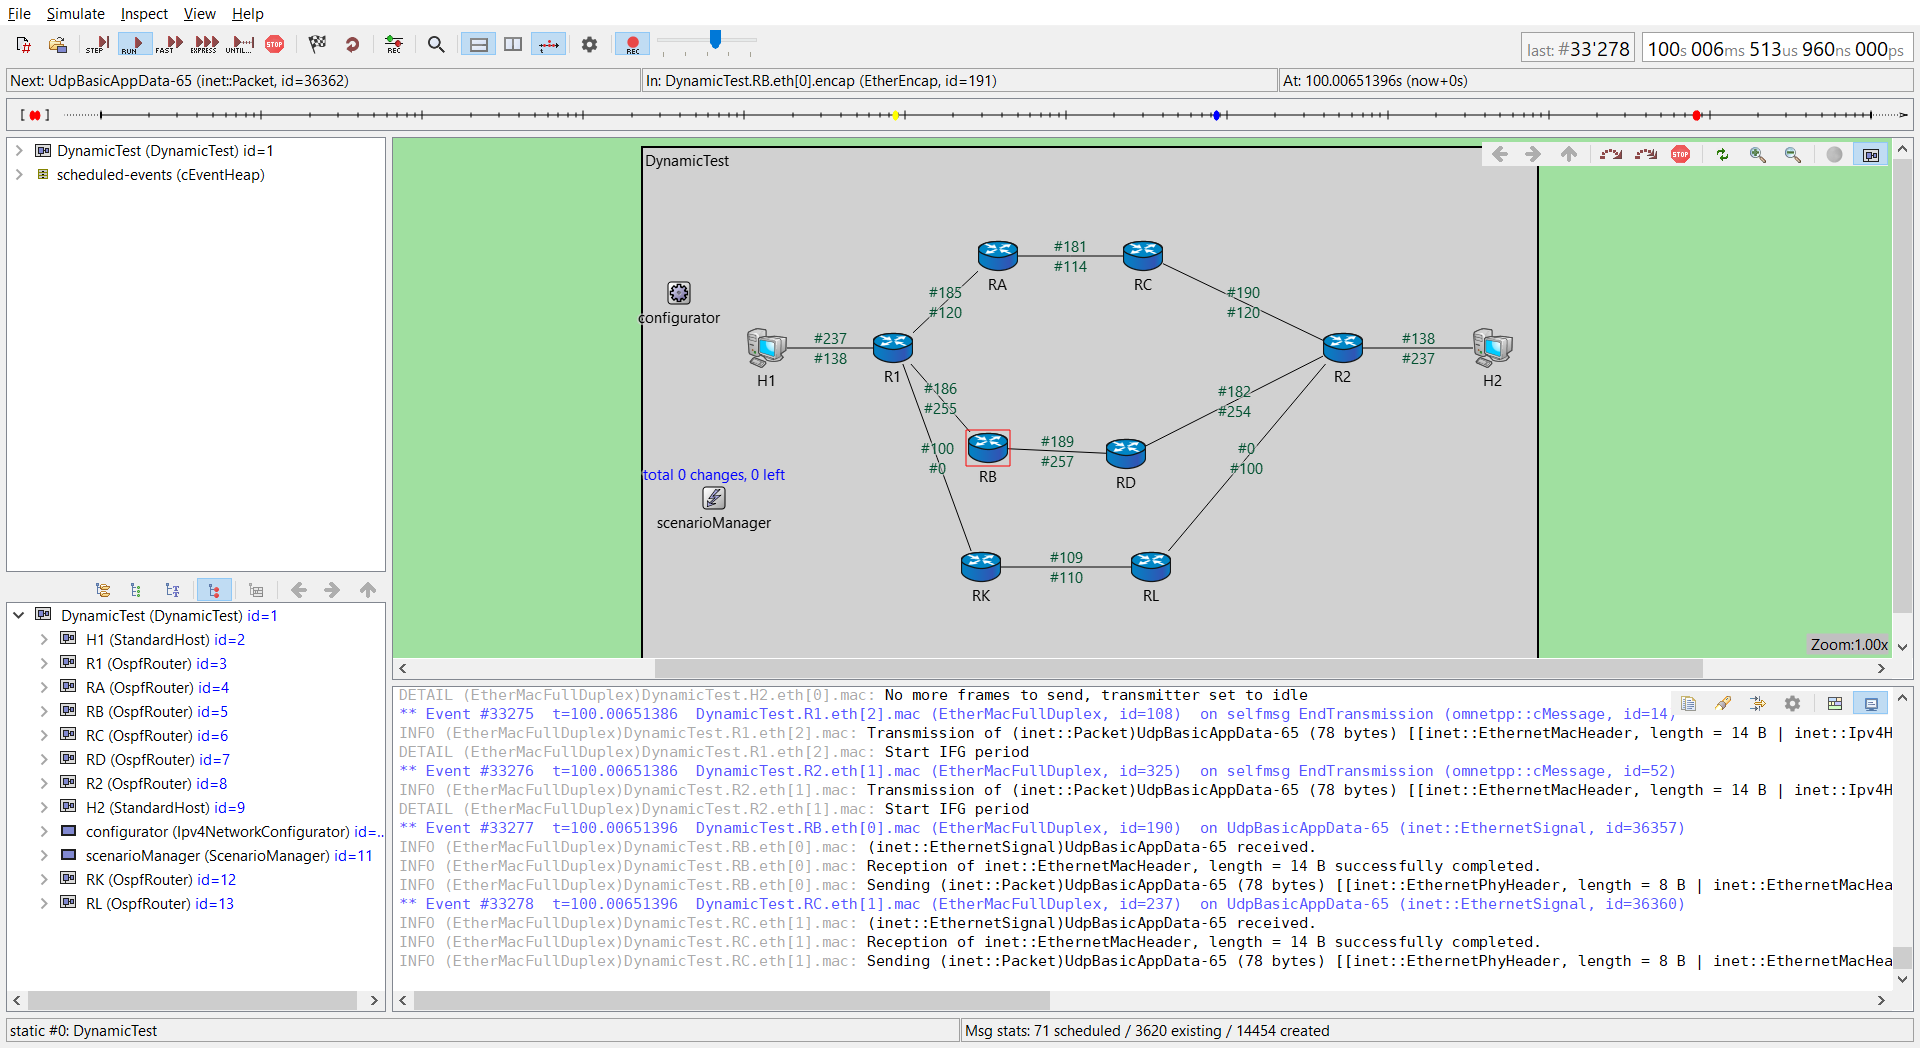 File Simulate Inspect View Help
STEP RUN FAST EXPRESS UNTIL... STOP REC REC
last: #33'278
100s 006ms 513us 960ns 000ps
Next: UdpBasicAppData-65 (inet::Packet, id=36362)
In: DynamicTest.RB.eth[0].encap (EtherEncap, id=191)
At: 100.00651396s (now+0s)
DynamicTest (DynamicTest) id=1
scheduled-events (cEventHeap)
DynamicTest (DynamicTest) id=1
H1 (StandardHost) id=2
R1 (OspfRouter) id=3
RA (OspfRouter) id=4
RB (OspfRouter) id=5
RC (OspfRouter) id=6
RD (OspfRouter) id=7
R2 (OspfRouter) id=8
H2 (StandardHost) id=9
configurator (Ipv4NetworkConfigurator) id=...
scenarioManager (ScenarioManager) id=11
RK (OspfRouter) id=12
RL (OspfRouter) id=13
DynamicTest
STOP
#181
#114
RA
RC
#185
#120
#190
#120
configurator
#237
#138
H1
R1
#138
#237
R2
H2
#186
#255
#182
#254
#100
#0
RB
#189
#257
RD
#0
#100
total 0 changes, 0 left
scenarioManager
#109
#110
RK
RL
Zoom:1.00x
DETAIL (EtherMacFullDuplex)DynamicTest.H2.eth[0].mac: No more frames to send, transmitter set to idle
** Event #33275 t=100.00651386 DynamicTest.R1.eth[2].mac (EtherMacFullDuplex, id=108) on selfmsg EndTransmission (omnetpp::cMessage, id=14,
INFO (EtherMacFullDuplex)DynamicTest.R1.eth[2].mac: Transmission of (inet::Packet)UdpBasicAppData-65 (78 bytes) [[inet::EthernetMacHeader, length = 14 B | inet::Ipv4H
DETAIL (EtherMacFullDuplex)DynamicTest.R1.eth[2].mac: Start IFG period
** Event #33276 t=100.00651386 DynamicTest.R2.eth[1].mac (EtherMacFullDuplex, id=325) on selfmsg EndTransmission (omnetpp::cMessage, id=52)
INFO (EtherMacFullDuplex)DynamicTest.R2.eth[1].mac: Transmission of (inet::Packet)UdpBasicAppData-65 (78 bytes) [[inet::EthernetMacHeader, length = 14 B | inet::Ipv4H
DETAIL (EtherMacFullDuplex)DynamicTest.R2.eth[1].mac: Start IFG period
** Event #33277 t=100.00651396 DynamicTest.RB.eth[0].mac (EtherMacFullDuplex, id=190) on UdpBasicAppData-65 (inet::EthernetSignal, id=36357)
INFO (EtherMacFullDuplex)DynamicTest.RB.eth[0].mac: (inet::EthernetSignal)UdpBasicAppData-65 received.
INFO (EtherMacFullDuplex)DynamicTest.RB.eth[0].mac: Reception of inet::EthernetMacHeader, length = 14 B successfully completed.
INFO (EtherMacFullDuplex)DynamicTest.RB.eth[0].mac: Sending (inet::Packet)UdpBasicAppData-65 (78 bytes) [[inet::EthernetPhyHeader, length = 8 B | inet::EthernetMacHea
** Event #33278 t=100.00651396 DynamicTest.RC.eth[1].mac (EtherMacFullDuplex, id=237) on UdpBasicAppData-65 (inet::EthernetSignal, id=36360)
INFO (EtherMacFullDuplex)DynamicTest.RC.eth[1].mac: (inet::EthernetSignal)UdpBasicAppData-65 received.
INFO (EtherMacFullDuplex)DynamicTest.RC.eth[1].mac: Reception of inet::EthernetMacHeader, length = 14 B successfully completed.
INFO (EtherMacFullDuplex)DynamicTest.RC.eth[1].mac: Sending (inet::Packet)UdpBasicAppData-65 (78 bytes) [[inet::EthernetPhyHeader, length = 8 B | inet::EthernetMacHea
static #0: DynamicTest
Msg stats: 71 scheduled / 3620 existing / 14454 created